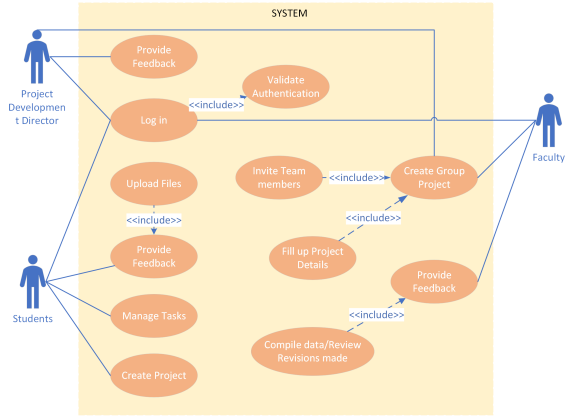 SYSTEM
Provide
Feedback
Project
Developmen
t Director
Validate
Authentication
<<include>>
Log in
Faculty
Upload Files
Invite Team
members
<<include>>
Create Group
Project
<<include>>
<<include>>
Provide
Feedback
Fill up Project
Details
Provide
Feedback
Students
Manage Tasks
<<include>>
Compile data/Review
Revisions made
Create Project